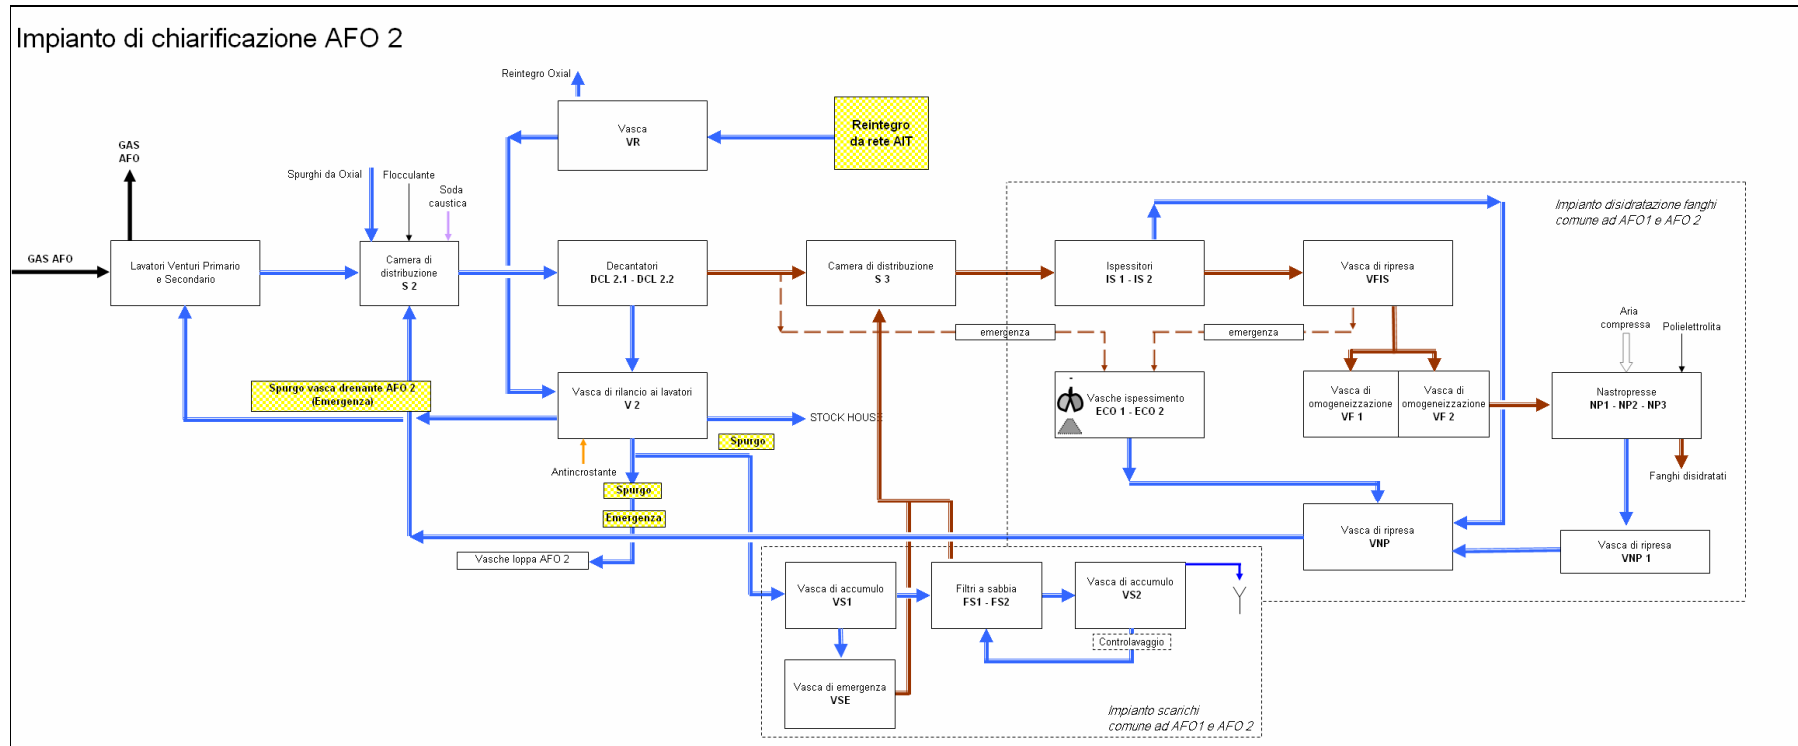 Impianto di chiarificazione AFO 2
Reintegro Oxial
Vasca
VR
Reintegro
da rete AIT
GAS
AFO
Spurghi da Oxial
Flocculante
Soda
caustica
GAS AFO
Lavatori Venturi Primario
e Secondario
Camera di
distribuzione
S 2
Decantatori
DCL 2.1 - DCL 2.2
Camera di distribuzione
S 3
Ispessitori
IS 1 - IS 2
Vasca di ripresa
VFIS
Impianto disidratazione fanghi
comune ad AFO1 e AFO 2
emergenza
emergenza
Aria
compressa
Polielettrolita
Spurgo vasca drenante AFO 2
(Emergenza)
Vasca di rilancio ai lavatori
V 2
STOCK HOUSE
Vasche ispessimento
ECO 1 - ECO 2
Vasca di
omogeneizzazione
VF 1
Vasca di
omogeneizzazione
VF 2
Nastropresse
NP1 - NP2 - NP3
Spurgo
Antincrostante
Spurgo
Emergenza
Fanghi disidratati
Vasche loppa AFO 2
Vasca di ripresa
VNP
Vasca di ripresa
VNP 1
Vasca di accumulo
VS1
Filtri a sabbia
FS1 - FS2
Vasca di accumulo
VS2
Controlavaggio
Vasca di emergenza
VSE
Impianto scarichi
comune ad AFO1 e AFO 2